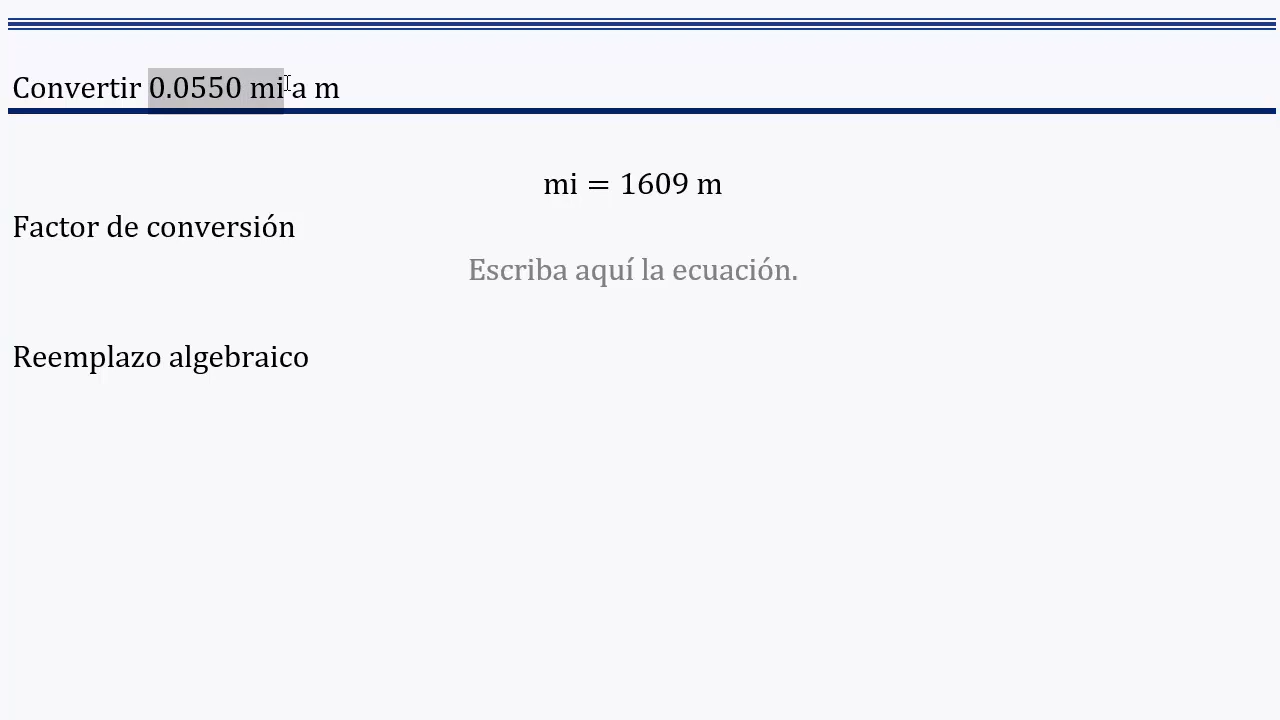 Convertir 0.0550 mi a m
mi = 1609 m
Factor de conversión
Escriba aquí la ecuación.
Reemplazo algebraico